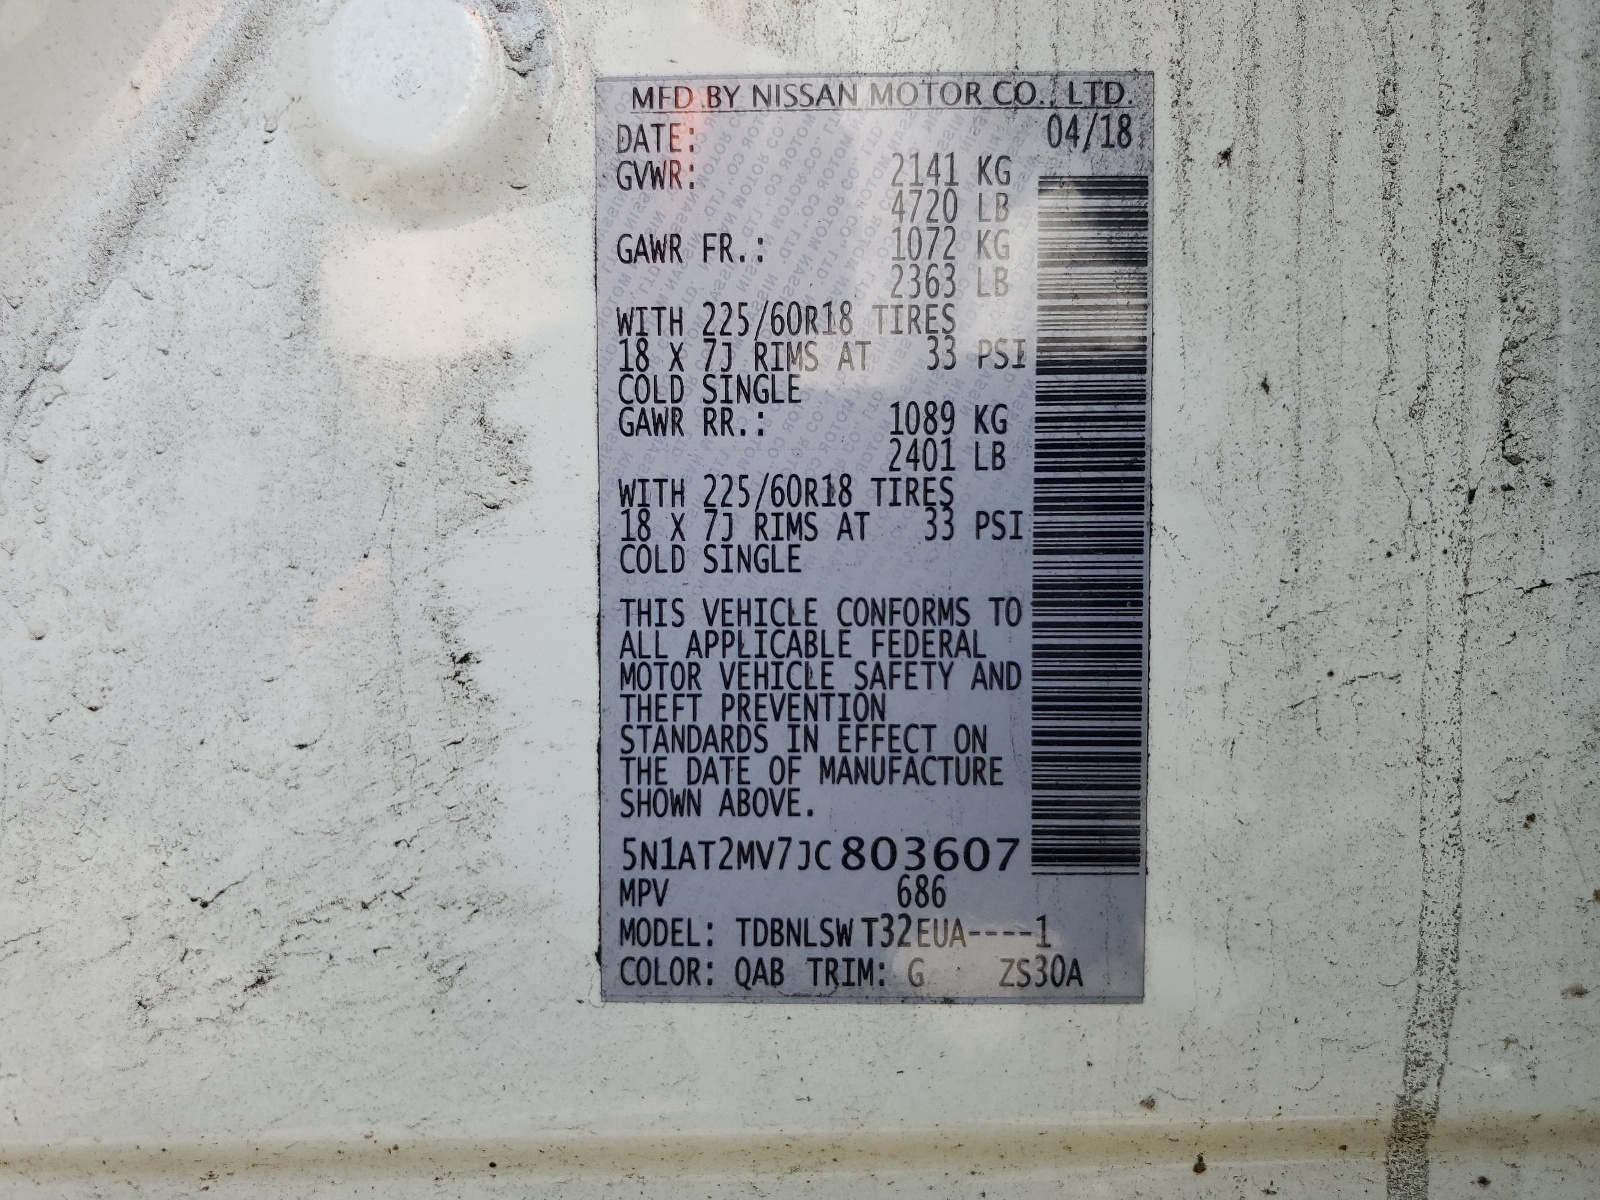 MFD.BY NISSAN MOTOR CO., LTD.
DATE: 04/18
GVWR: 2141 KG
4720 LB
GAWR FR.: 1072 KG
2363 LB
WITH 225/60R18 TIRES
18 X 7J RIMS AT 33 PSI
COLD SINGLE
GAWR RR.: 1089 KG
2401 LB
WITH 225/60R18 TIRES
18 X 7J RIMS AT 33 PSI
COLD SINGLE
THIS VEHICLE CONFORMS TO
ALL APPLICABLE FEDERAL
MOTOR VEHICLE SAFETY AND
THEFT PREVENTION
STANDARDS IN EFFECT ON
THE DATE OF MANUFACTURE
SHOWN ABOVE.
5N1AT2MV7JC803607
MPV 686
MODEL: TDBNLSW T32EUA----1
COLOR: QAB TRIM: G ZS30A